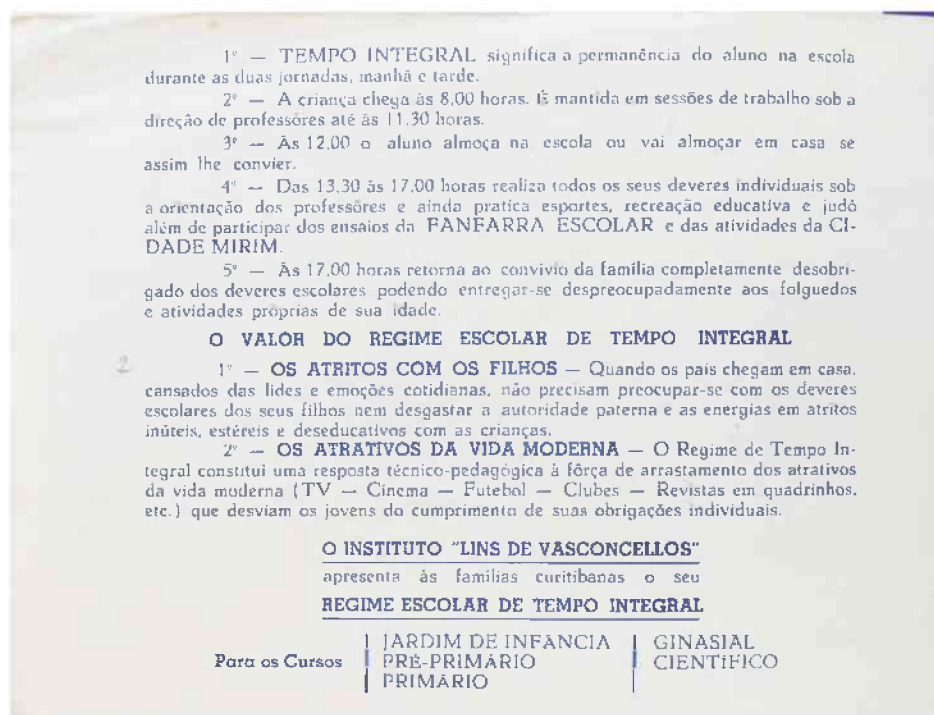 1º — TEMPO INTEGRAL significa a permanência do aluno na escola
durante as duas jornadas, manhã e tarde.
2º — A criança chega às 8,00 horas. É mantida em sessões de trabalho sob a
direção de professôres até às 11,30 horas.
3º — Às 12,00 o aluno almoça na escola ou vai almoçar em casa se
assim lhe convier.
4º — Das 13,30 às 17,00 horas realiza todos os seus deveres individuais sob
a orientação dos professôres e ainda pratica esportes, recreação educativa e judô
além de participar dos ensaios da FANFARRA ESCOLAR e das atividades da CI-
DADE MIRIM.
5º — Às 17,00 horas retorna ao convivio da família completamente desobri-
gado dos deveres escolares podendo entregar-se despreocupadamente aos folguedos
e atividades próprias de sua idade.
O VALOR DO REGIME ESCOLAR DE TEMPO INTEGRAL
2
1º — OS ATRITOS COM OS FILHOS — Quando os pais chegam em casa,
cansados das lides e emoções cotidianas, não precisam preocupar-se com os deveres
escolares dos seus filhos nem desgastar a autoridade paterna e as energias em atritos
inúteis, estéreis e deseducativos com as crianças.
2º — OS ATRATIVOS DA VIDA MODERNA — O Regime de Tempo In-
tegral constitui uma resposta técnico-pedagógica à fôrça de arrastamento dos atrativos
da vida moderna (TV — Cinema — Futebol — Clubes — Revistas em quadrinhos,
etc.) que desviam os jovens do cumprimento de suas obrigações individuais.
O INSTITUTO "LINS DE VASCONCELLOS"
apresenta às famílias curitibanas o seu
REGIME ESCOLAR DE TEMPO INTEGRAL
Para os Cursos
JARDIM DE INFANCIA
PRÉ-PRIMÁRIO
PRIMÁRIO
GINASIAL
CIENTÍFICO